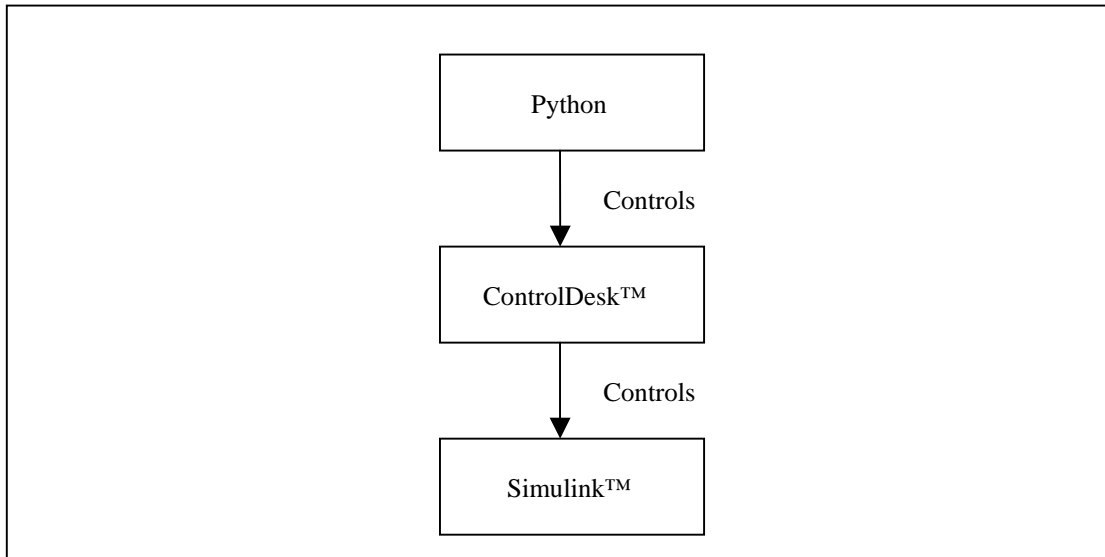 Python
Controls
ControlDesk™
Controls
Simulink™